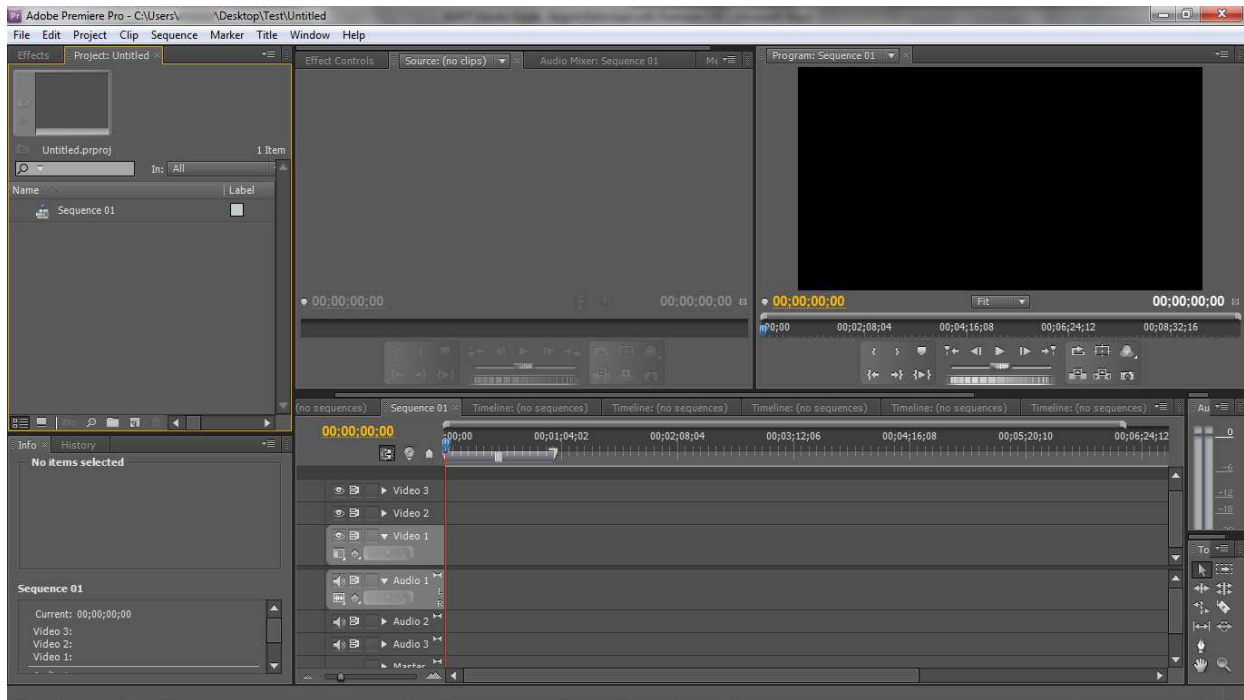 Pr Adobe Premiere Pro - C:\Users\ \Desktop\Test\Untitled
File Edit Project Clip Sequence Marker Title Window Help
Effects Project: Untitled ×
Untitled.prproj 1 Item
In: All
Name Label
Sequence 01
Effect Controls Source: (no clips) × Audio Mixer: Sequence 01
00;00;00;00 00;00;00;00
Program: Sequence 01 ×
00;00;00;00 Fit 00;00;00;00
00;00 00;02;08;04 00;04;16;08 00;06;24;12 00;08;32;16
Info × History
No items selected
Sequence 01
Current: 00;00;00;00
Video 3:
Video 2:
Video 1:
(no sequences) Sequence 01 × Timeline: (no sequences) Timeline: (no sequences) Timeline: (no sequences) Timeline: (no sequences) Timeline: (no sequences)
00;00;00;00
;00;00 00;01;04;02 00;02;08;04 00;03;12;06 00;04;16;08 00;05;20;10 00;06;24;12
Video 3
Video 2
Video 1
Audio 1
L
R
Audio 2
Audio 3
Master
Au
0
-6
-12
-18
To